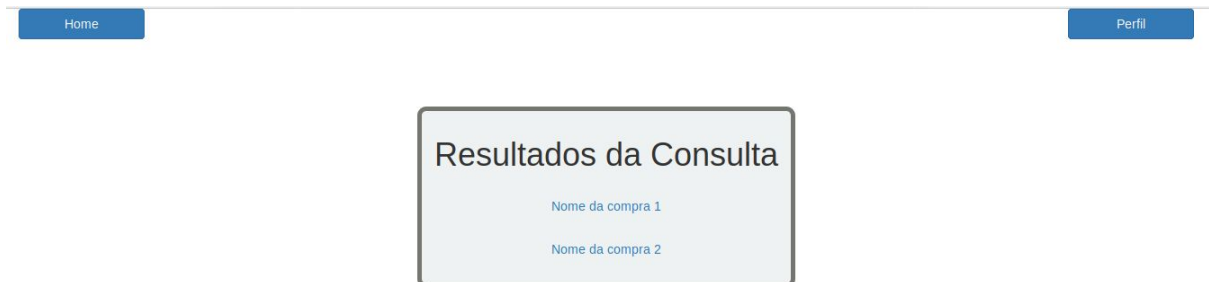 Home
Perfil
Resultados da Consulta
Nome da compra 1
Nome da compra 2